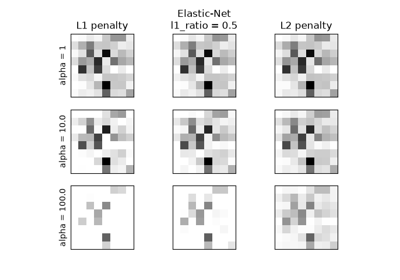 L1 penalty
Elastic-Net
l1_ratio = 0.5
L2 penalty
alpha = 1
alpha = 10.0
alpha = 100.0